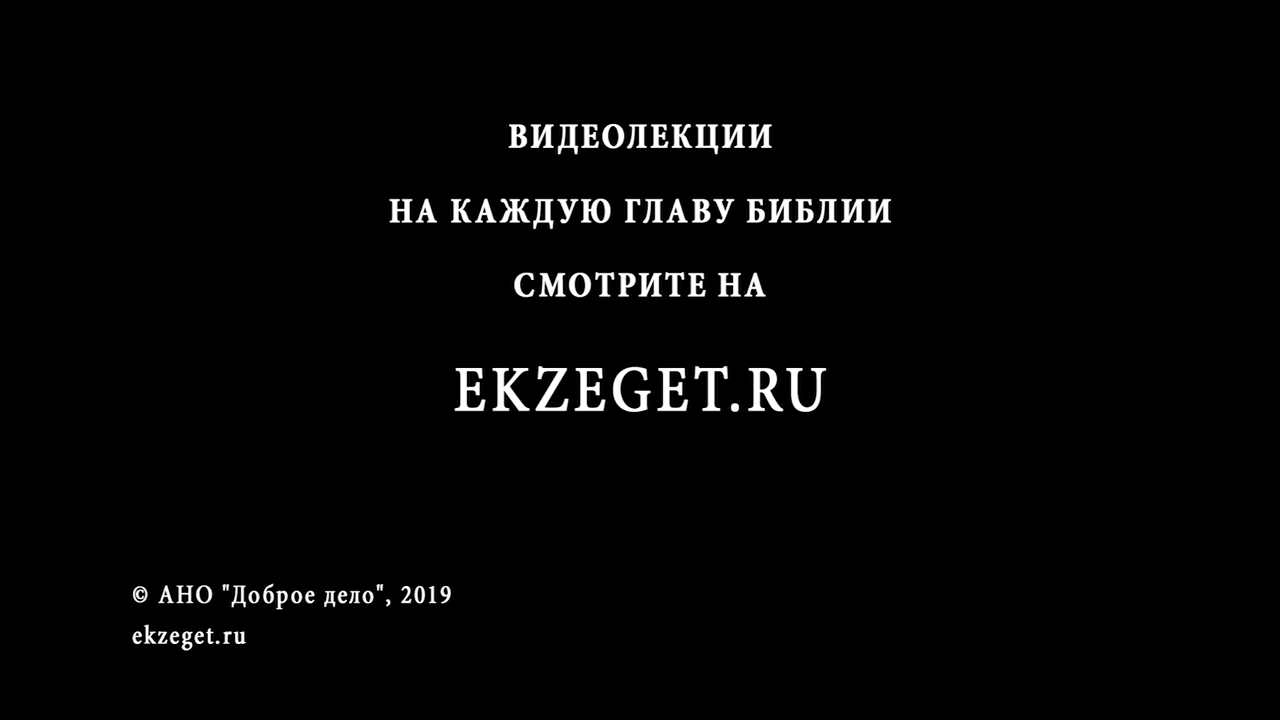 ВИДЕОЛЕКЦИИ
НА КАЖДУЮ ГЛАВУ БИБЛИИ
СМОТРИТЕ НА
EKZEGET.RU
© АНО "Доброе дело", 2019
ekzeget.ru